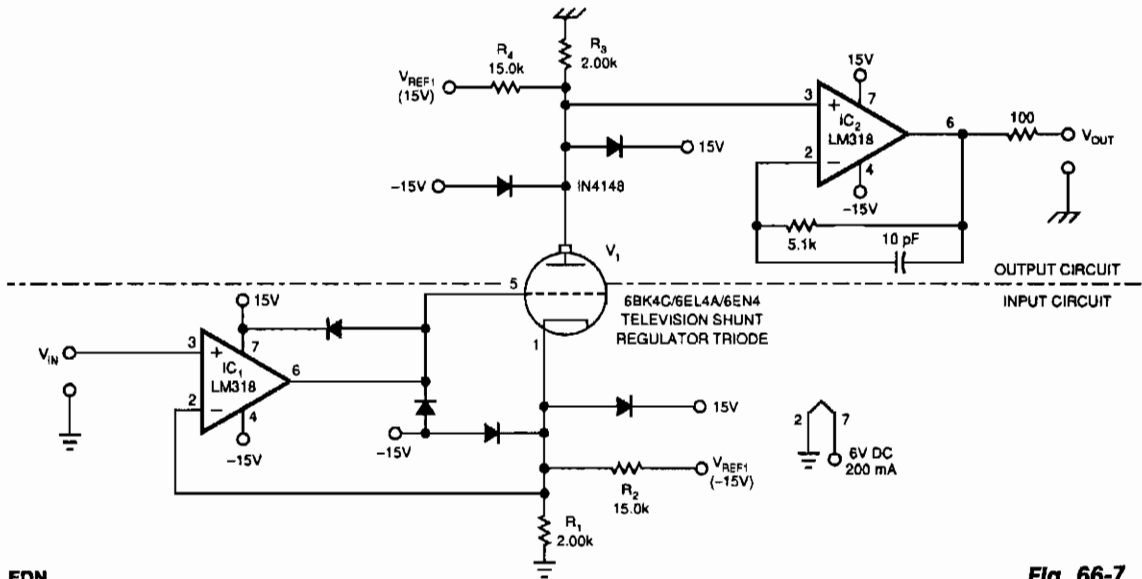 R3
2.00k
R4
15.0k
VREF1
(15V)
15V
3
7
+
IC2
LM318
6
100
VOUT
2
−
4
−15V
15V
−15V
IN4148
5.1k
10 pF
V1
OUTPUT CIRCUIT
INPUT CIRCUIT
5
6BK4C/6EL4A/6EN4
TELEVISION SHUNT
REGULATOR TRIODE
1
15V
VIN
3
7
+
IC1
LM318
6
2
−
4
−15V
−15V
15V
2
7
6V DC
200 mA
VREF1
(−15V)
R2
15.0k
R1
2.00k
EDN
Fig. 66-7